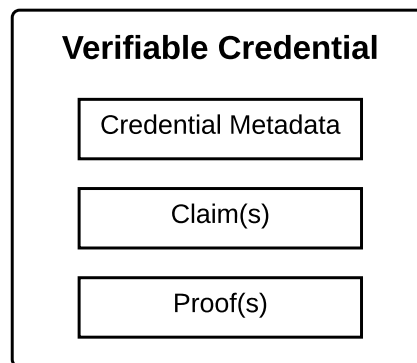 Verifiable Credential
Credential Metadata
Claim(s)
Proof(s)